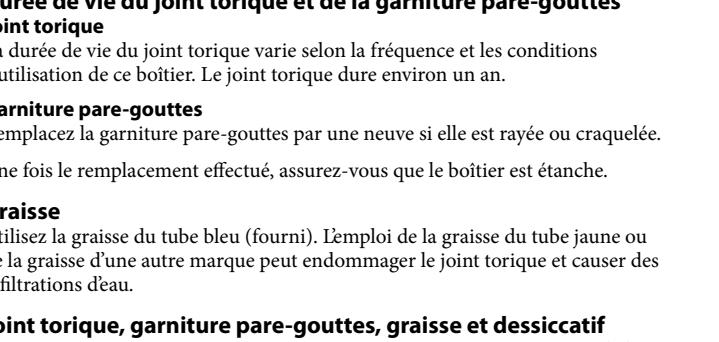 urée de vie du joint torique et de la garniture pare-gouttes
oint torique
a durée de vie du joint torique varie selon la fréquence et les conditions
utilisation de ce boîtier. Le joint torique dure environ un an.
arniture pare-gouttes
emplacez la garniture pare-gouttes par une neuve si elle est rayée ou craquelée.
ne fois le remplacement effectué, assurez-vous que le boîtier est étanche.
raisse
tilisez la graisse du tube bleu (fourni). L’emploi de la graisse du tube jaune ou
e la graisse d’une autre marque peut endommager le joint torique et causer des
filtrations d’eau.
oint torique, garniture pare-gouttes, graisse et dessiccatif